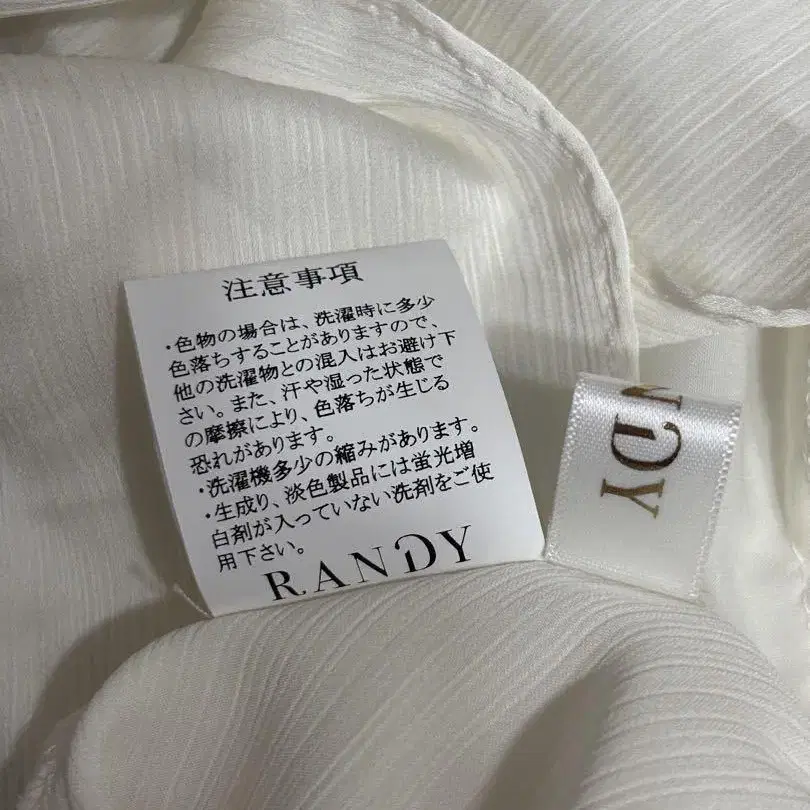 注意事項
・色物の場合は、洗濯時に多少
色落ちすることがありますので、
他の洗濯物との混入はお避け下
さい。また、汗や湿った状態で
の摩擦により、色落ちが生じる
恐れがあります。
・洗濯機多少の縮みがあります。
・生成り、淡色製品には蛍光増
白剤が入っていない洗剤をご使
用下さい。
RANDY
NDY